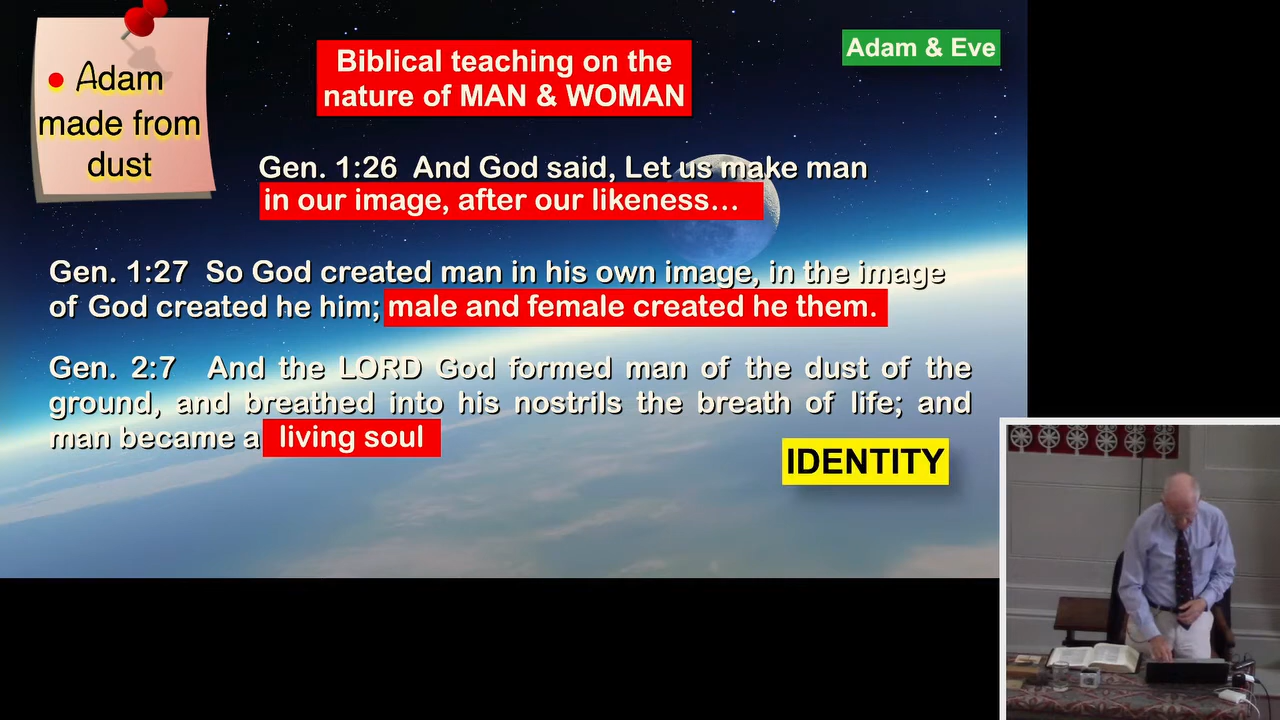 • Adam
made from
dust
Biblical teaching on the
nature of MAN & WOMAN
Adam & Eve
Gen. 1:26 And God said, Let us make man
in our image, after our likeness...
Gen. 1:27 So God created man in his own image, in the image
of God created he him; male and female created he them.
Gen. 2:7 And the LORD God formed man of the dust of the
ground, and breathed into his nostrils the breath of life; and
man became a living soul
IDENTITY